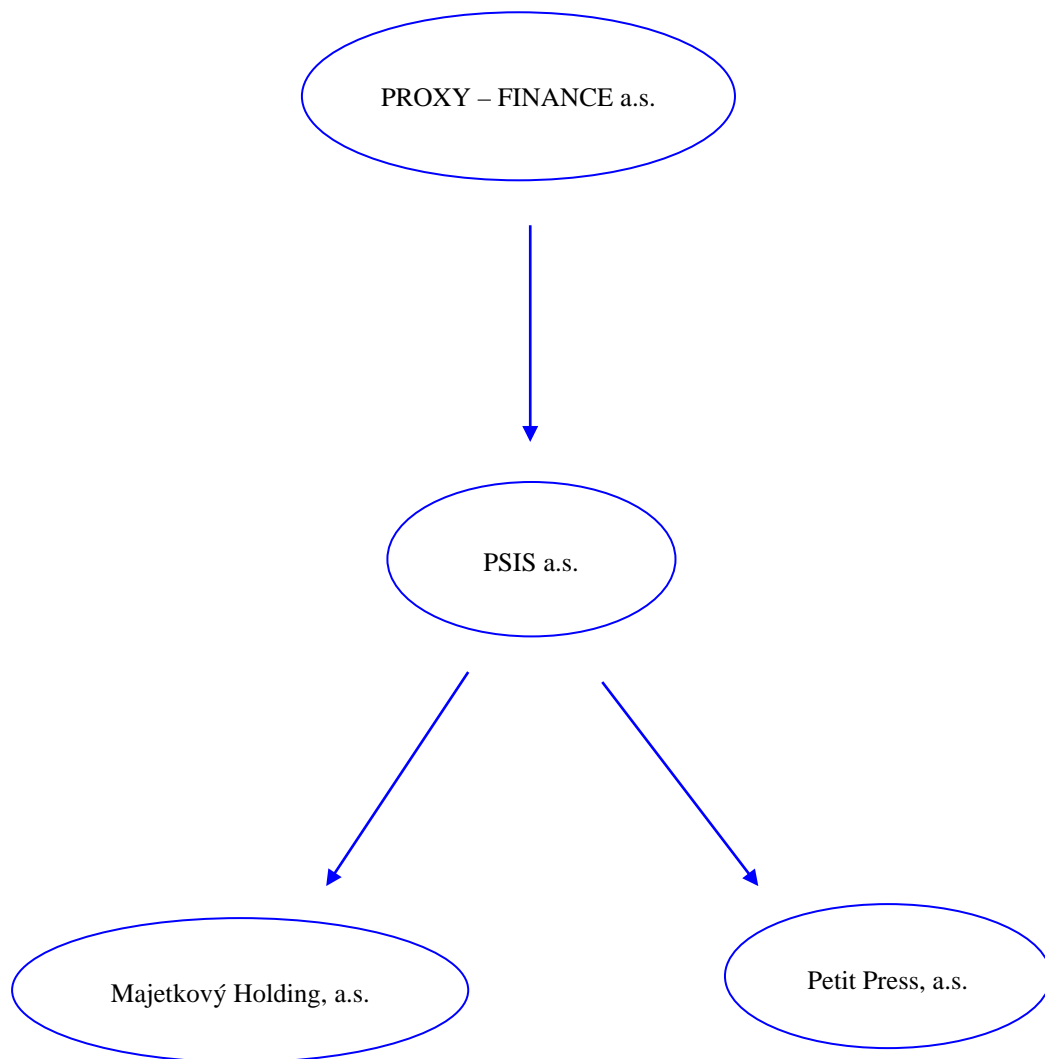 PROXY – FINANCE a.s.
PSIS a.s.
Majetkový Holding, a.s.
Petit Press, a.s.